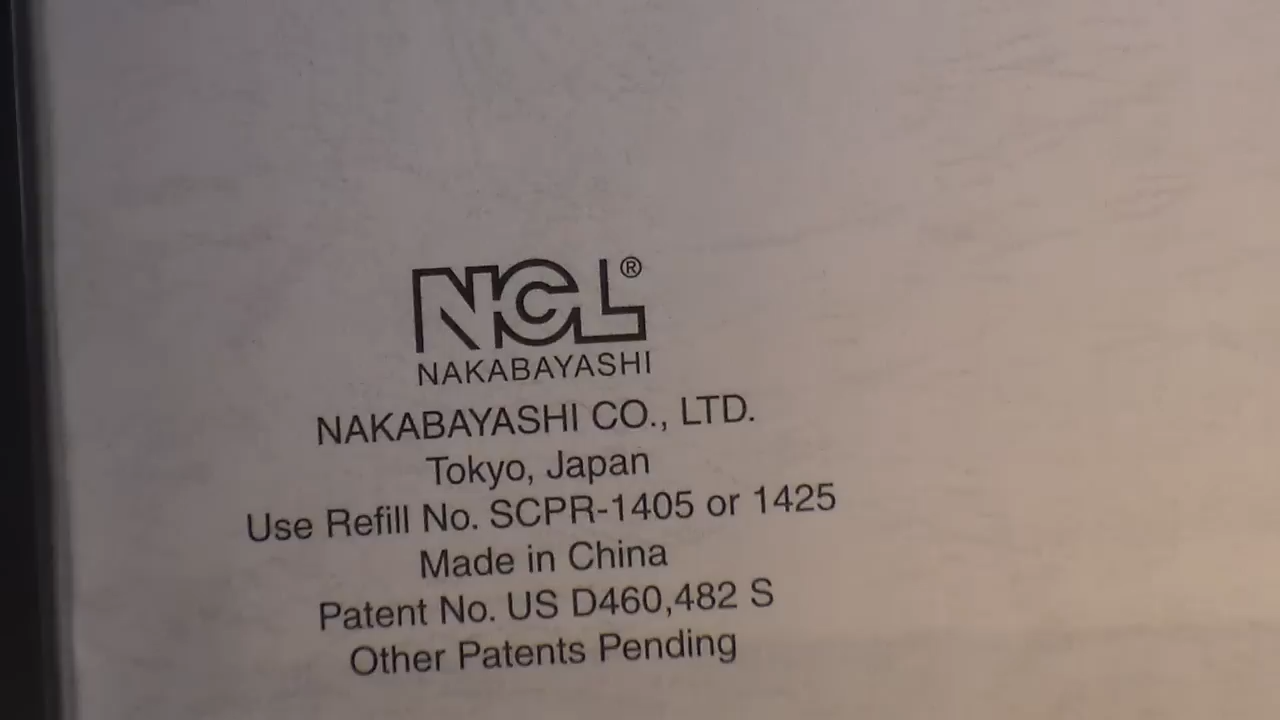 NCL®
NAKABAYASHI
NAKABAYASHI CO., LTD.
Tokyo, Japan
Use Refill No. SCPR-1405 or 1425
Made in China
Patent No. US D460,482 S
Other Patents Pending